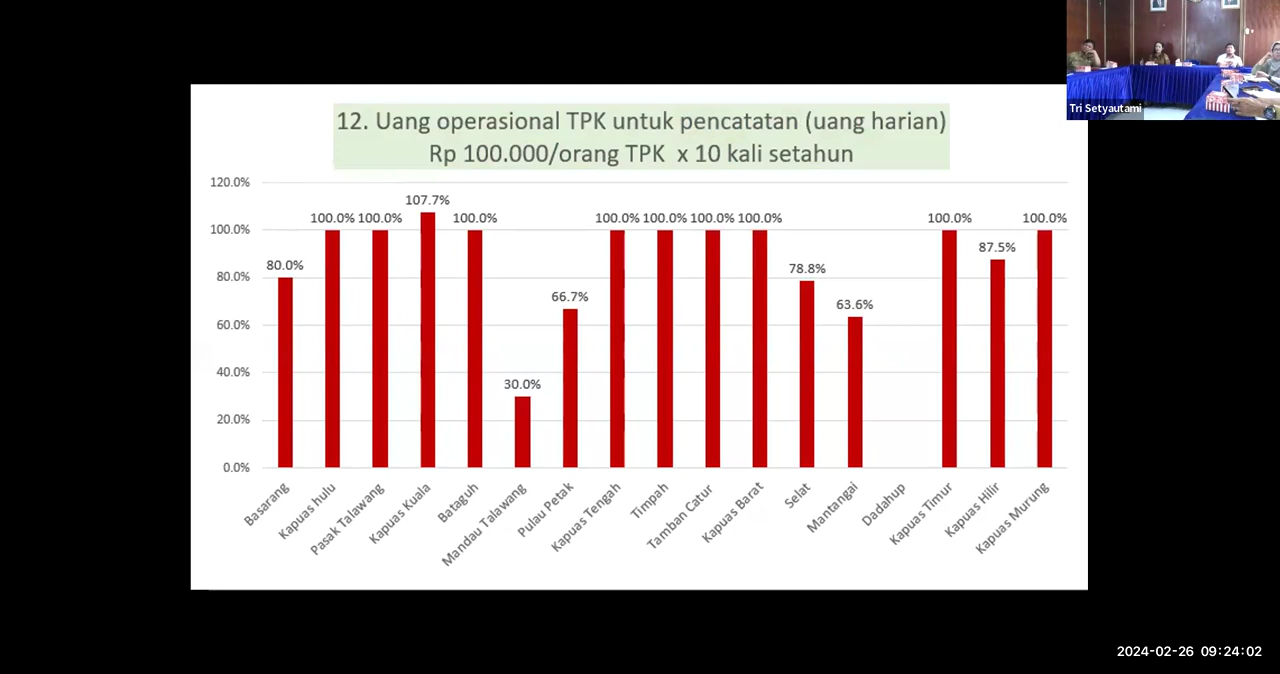 Tri Setyautami
12. Uang operasional TPK untuk pencatatan (uang harian)
Rp 100.000/orang TPK x 10 kali setahun
120.0%
100.0%
80.0%
60.0%
40.0%
20.0%
0.0%
80.0%
100.0%
100.0%
107.7%
100.0%
30.0%
66.7%
100.0%
100.0%
100.0%
100.0%
78.8%
63.6%
100.0%
87.5%
100.0%
Basarang
Kapuas hulu
Pasak Talawang
Kapuas Kuala
Bataguh
Mandau Talawang
Pulau Petak
Kapuas Tengah
Timpah
Tamban Catur
Kapuas Barat
Selat
Mantangai
Dadahup
Kapuas Timur
Kapuas Hilir
Kapuas Murung
2024-02-26 09:24:02